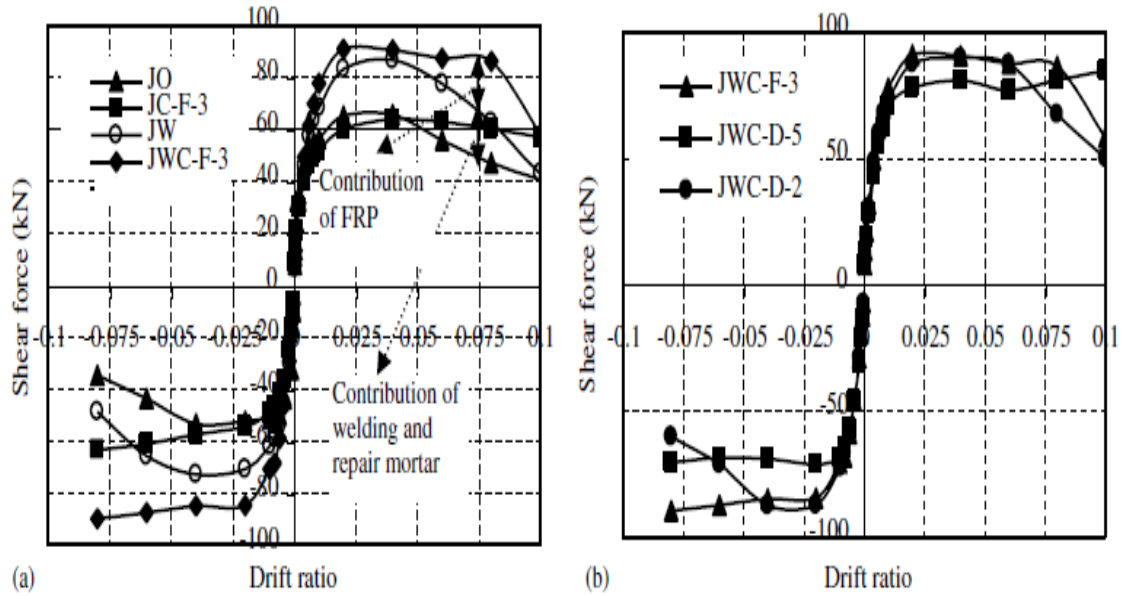 100
80
60
40
20
0
-20
-40
-60
-80
-100
-0.1
-0.075
-0.05
-0.025
0.025
0.05
0.075
0.1
JO
JC-F-3
JW
JWC-F-3
Contribution
of FRP
Contribution of
welding and
repair mortar
Shear force (kN)
(a)
Drift ratio
100
50
0
-50
-100
-0.1
-0.075
-0.05
-0.025
0.025
0.05
0.075
0.1
JWC-F-3
JWC-D-5
JWC-D-2
Shear force (kN)
(b)
Drift ratio